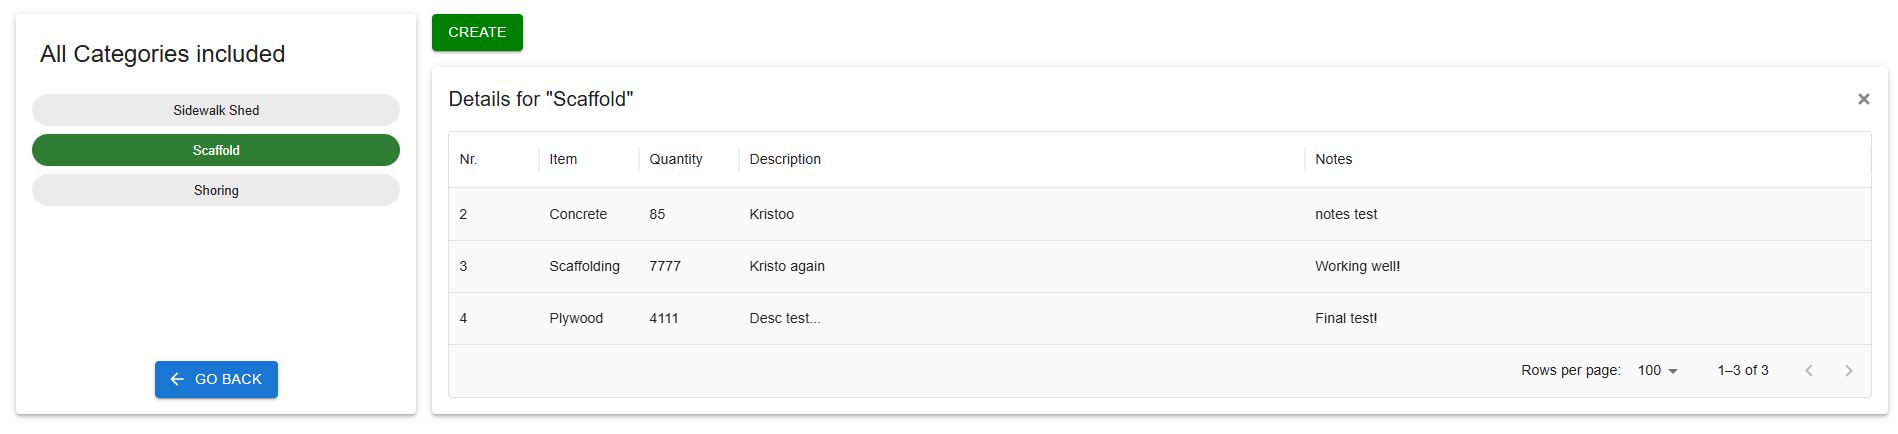 All Categories included
Sidewalk Shed
Scaffold
Shoring
GO BACK
CREATE
Details for "Scaffold"
Nr. Item Quantity Description Notes
2 Concrete 85 Kristoo notes test
3 Scaffolding 7777 Kristo again Working well!
4 Plywood 4111 Desc test... Final test!
Rows per page: 100 1–3 of 3